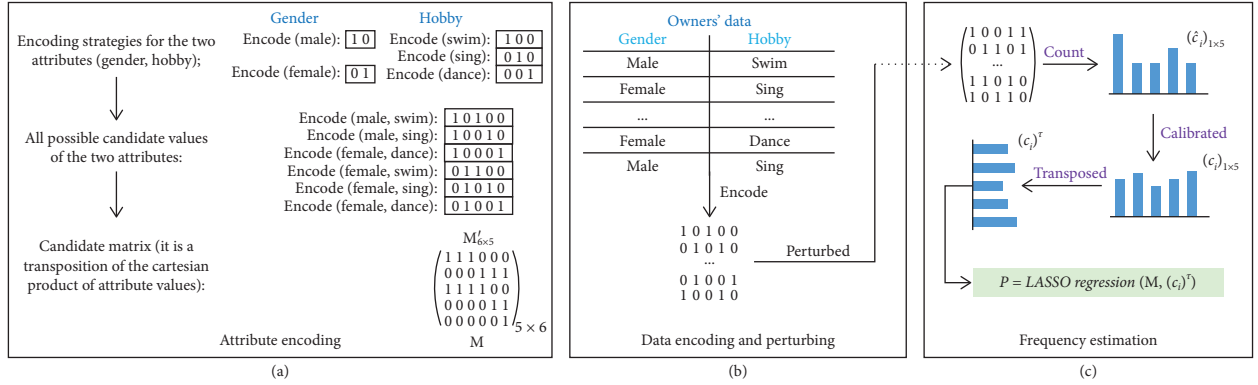 Gender
Hobby
Encoding strategies for the two
attributes (gender, hobby);
Encode (male): 1 0
Encode (female): 0 1
Encode (swim): 1 0 0
Encode (sing): 0 1 0
Encode (dance): 0 0 1
All possible candidate values
of the two attributes:
Encode (male, swim): 1 0 1 0 0
Encode (male, sing): 1 0 0 1 0
Encode (female, dance): 1 0 0 0 1
Encode (female, swim): 0 1 1 0 0
Encode (female, sing): 0 1 0 1 0
Encode (female, dance): 0 1 0 0 1
Candidate matrix (it is a
transposition of the cartesian
product of attribute values):
M′6×5
1 1 1 0 0 0
0 0 0 1 1 1
1 1 1 1 0 0
0 0 0 0 1 1
0 0 0 0 0 1
5 × 6
M
Attribute encoding
(a)
Owners' data
Gender Hobby
Male Swim
Female Sing
... ...
Female Dance
Male Sing
Encode
1 0 1 0 0
0 1 0 1 0
...
0 1 0 0 1
1 0 0 1 0
Perturbed
Data encoding and perturbing
(b)
1 0 0 1 1
0 1 1 0 1
...
1 1 0 1 0
1 0 1 1 0
Count
(ĉi)1×5
Calibrated
(ci)1×5
Transposed
(ci)τ
P = LASSO regression (M, (ci)τ)
Frequency estimation
(c)